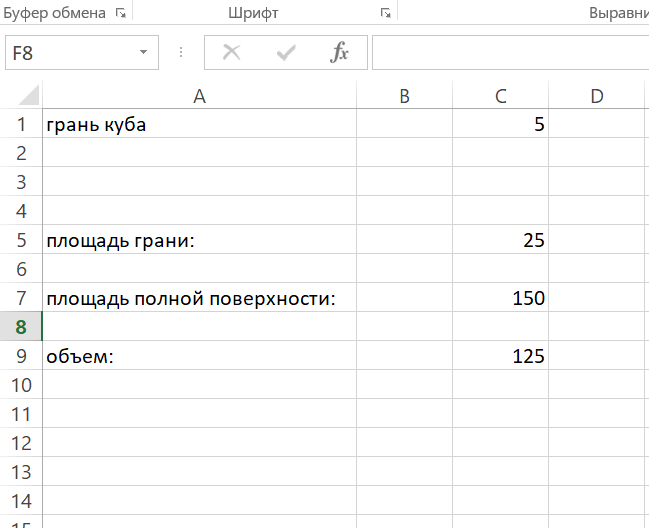 Буфер обмена Шрифт Выравни
F8 fx
A B C D
1 грань куба 5
2
3
4
5 площадь грани: 25
6
7 площадь полной поверхности: 150
8
9 объем: 125
10
11
12
13
14
15